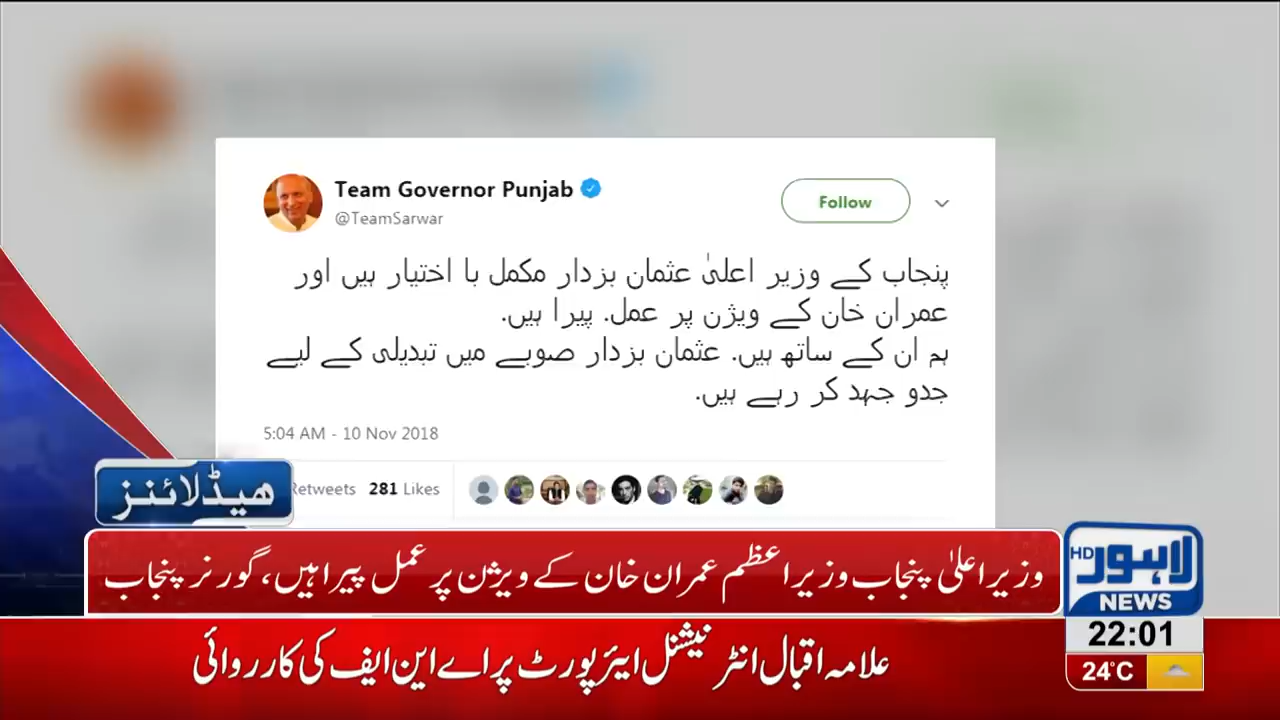 Team Governor Punjab
@TeamSarwar
Follow
پنجاب کے وزیر اعلیٰ عثمان بزدار مکمل با اختیار ہیں اور
عمران خان کے ویژن پر عمل. پیرا ہیں.
ہم ان کے ساتھ ہیں. عثمان بزدار صوبے میں تبدیلی کے لیے
جدو جہد کر رہے ہیں.
5:04 AM - 10 Nov 2018
Retweets 281 Likes
ہیڈلائنز
وزیراعلیٰ پنجاب وزیراعظم عمران خان کے ویژن پر عمل پیرا ہیں، گورنر پنجاب
HD لاہور
NEWS
22:01
24°C
علامہ اقبال انٹرنیشنل ایئرپورٹ پر اے این ایف کی کارروائی